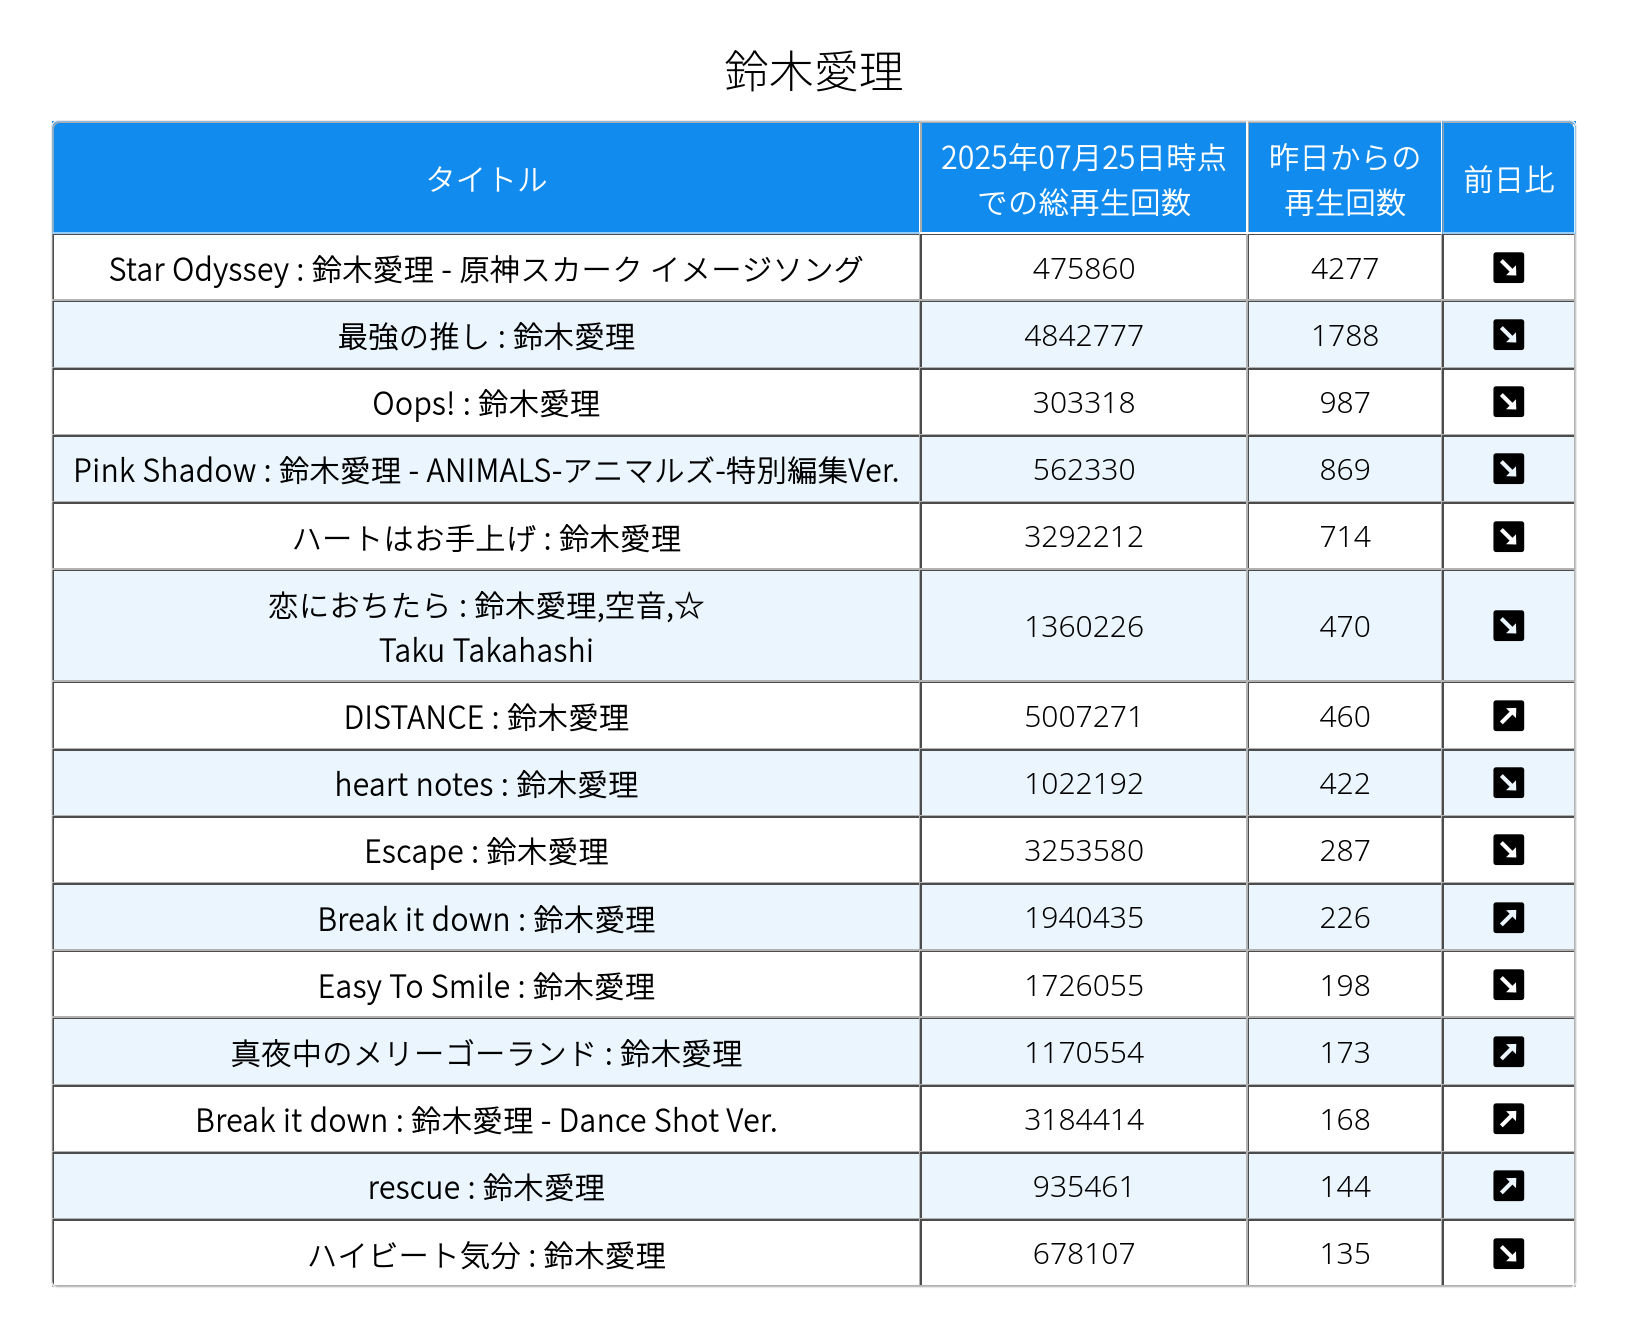 鈴木愛理
タイトル
2025年07月25日時点
での総再生回数
昨日からの
再生回数
前日比
Star Odyssey : 鈴木愛理 - 原神スカーク イメージソング 475860 4277 ↘
最強の推し : 鈴木愛理 4842777 1788 ↘
Oops! : 鈴木愛理 303318 987 ↘
Pink Shadow : 鈴木愛理 - ANIMALS-アニマルズ-特別編集Ver. 562330 869 ↘
ハートはお手上げ : 鈴木愛理 3292212 714 ↘
恋におちたら : 鈴木愛理,空音,☆
Taku Takahashi 1360226 470 ↘
DISTANCE : 鈴木愛理 5007271 460 ↗
heart notes : 鈴木愛理 1022192 422 ↘
Escape : 鈴木愛理 3253580 287 ↘
Break it down : 鈴木愛理 1940435 226 ↗
Easy To Smile : 鈴木愛理 1726055 198 ↘
真夜中のメリーゴーランド : 鈴木愛理 1170554 173 ↗
Break it down : 鈴木愛理 - Dance Shot Ver. 3184414 168 ↗
rescue : 鈴木愛理 935461 144 ↗
ハイビート気分 : 鈴木愛理 678107 135 ↘